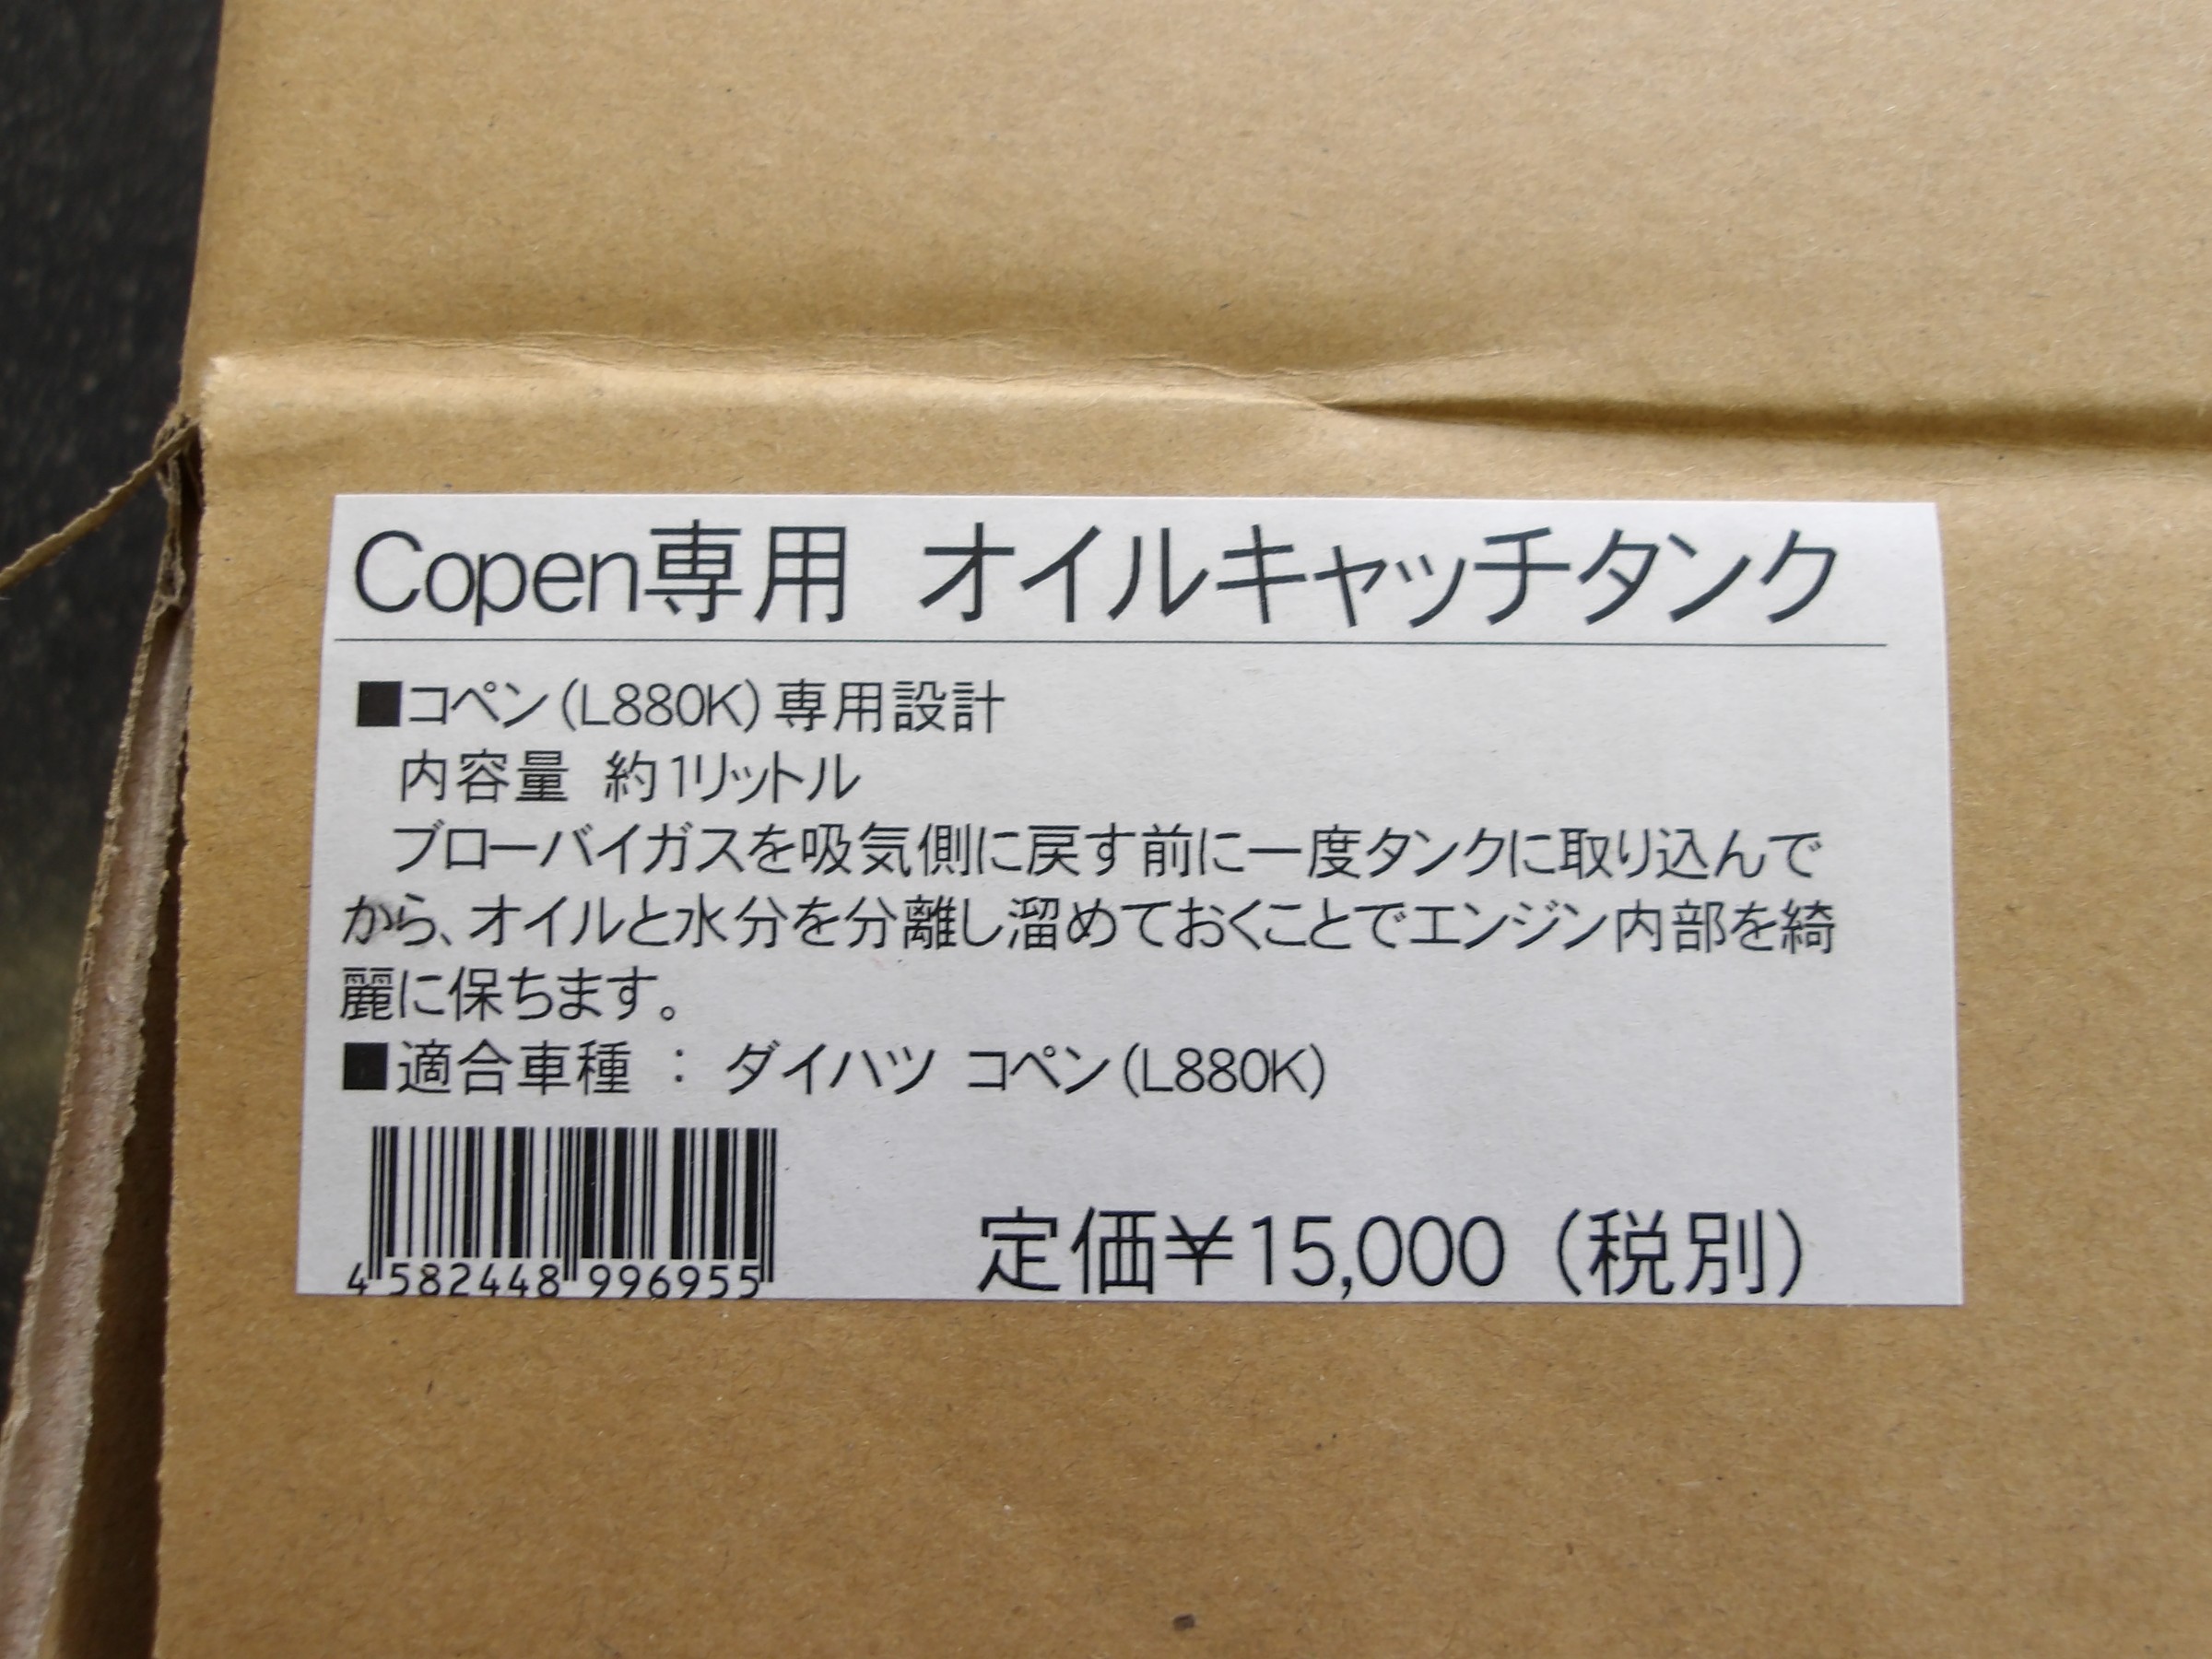 Copen専用 オイルキャッチタンク
■コペン(L880K)専用設計
内容量 約1リットル
ブローバイガスを吸気側に戻す前に一度タンクに取り込んで
から、オイルと水分を分離し溜めておくことでエンジン内部を綺
麗に保ちます。
■適合車種 : ダイハツ コペン(L880K)
4 582448 996955
定価¥15,000 (税別)